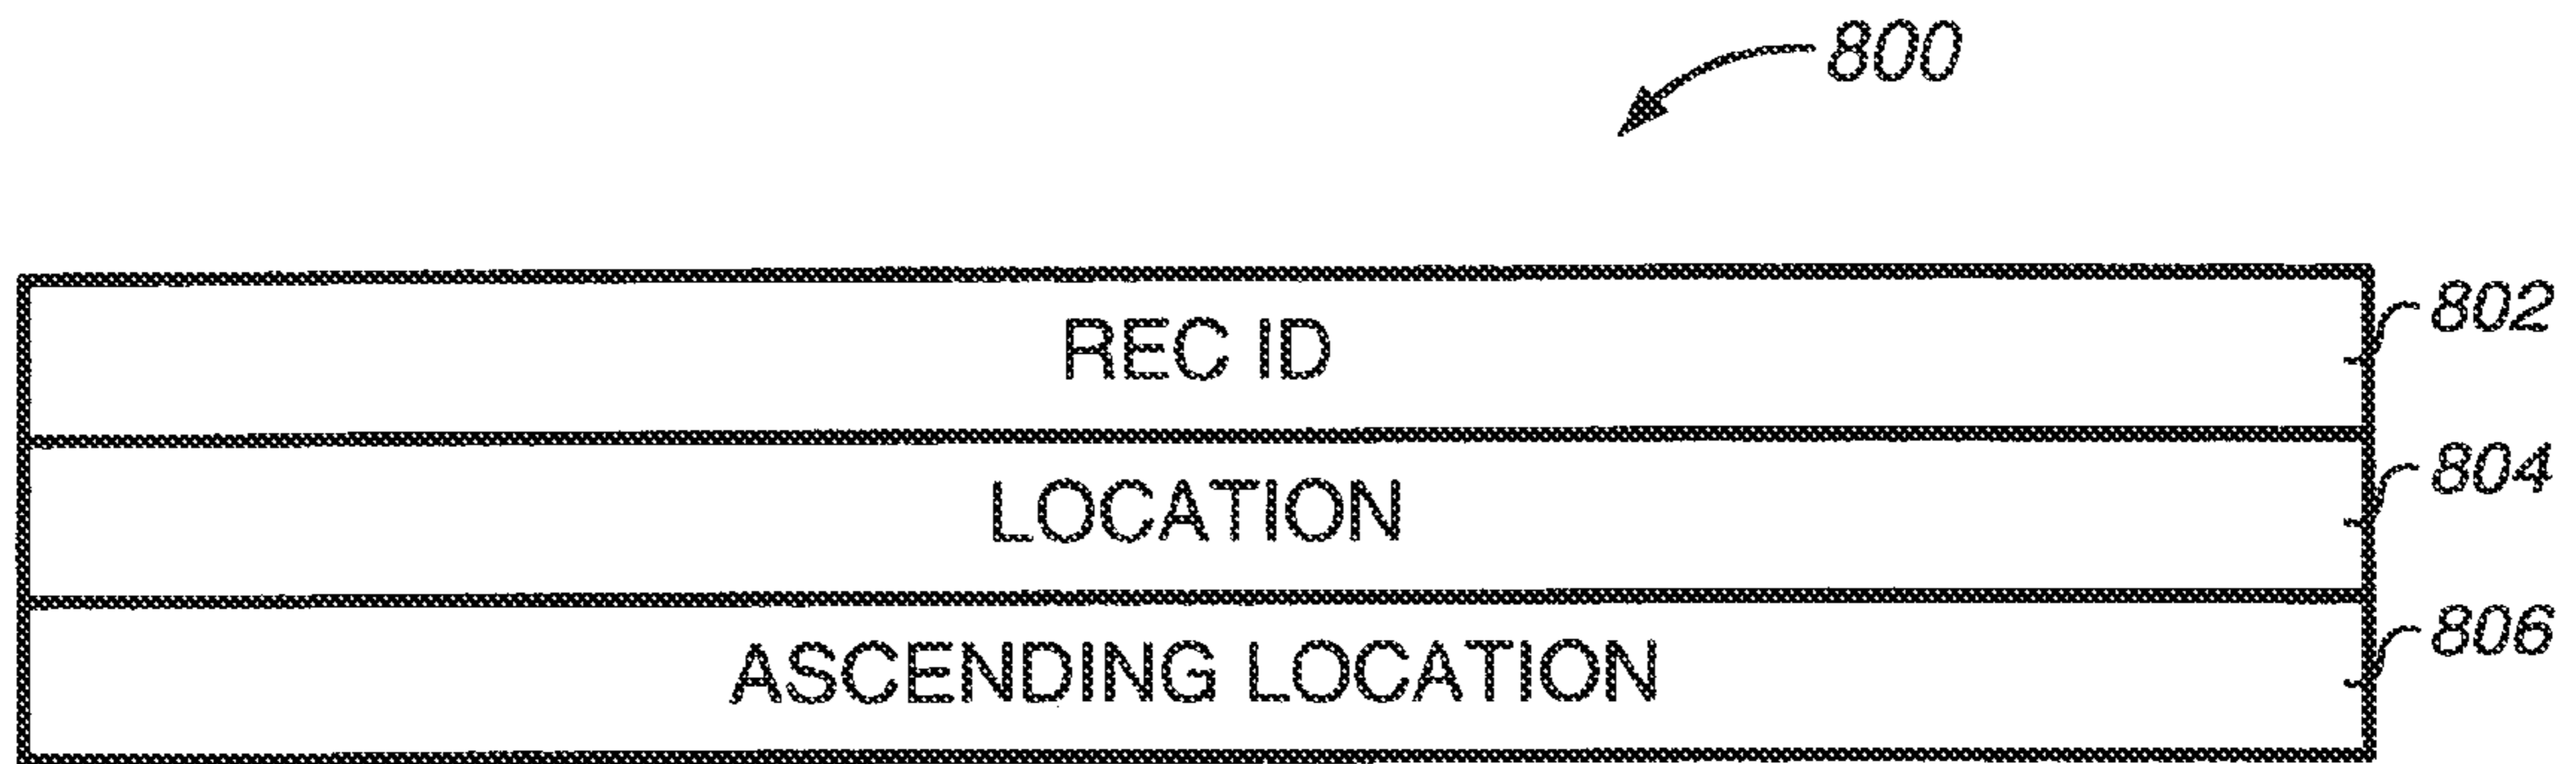 800
REC ID
802
LOCATION
804
ASCENDING LOCATION
806